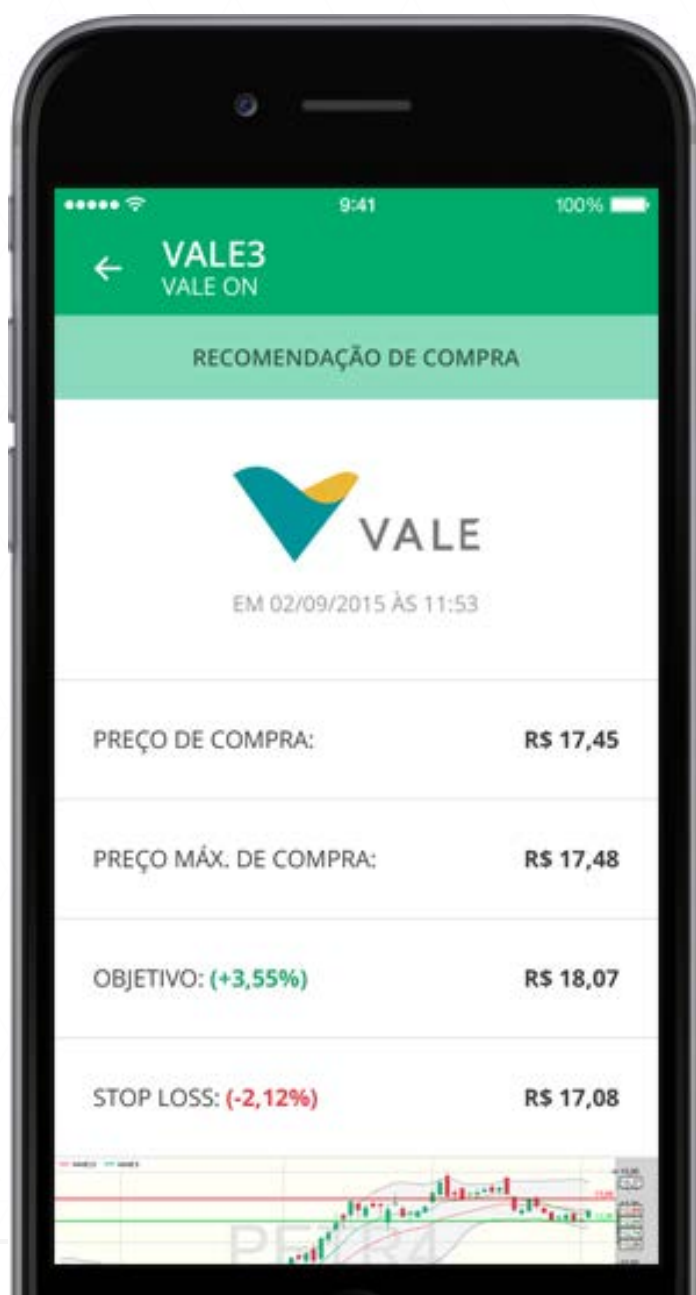 9:41
100%
VALE3
VALE ON
RECOMENDAÇÃO DE COMPRA
VALE
EM 02/09/2015 ÀS 11:53
PREÇO DE COMPRA: R$ 17,45
PREÇO MÁX. DE COMPRA: R$ 17,48
OBJETIVO: (+3,55%) R$ 18,07
STOP LOSS: (-2,12%) R$ 17,08
PETR4